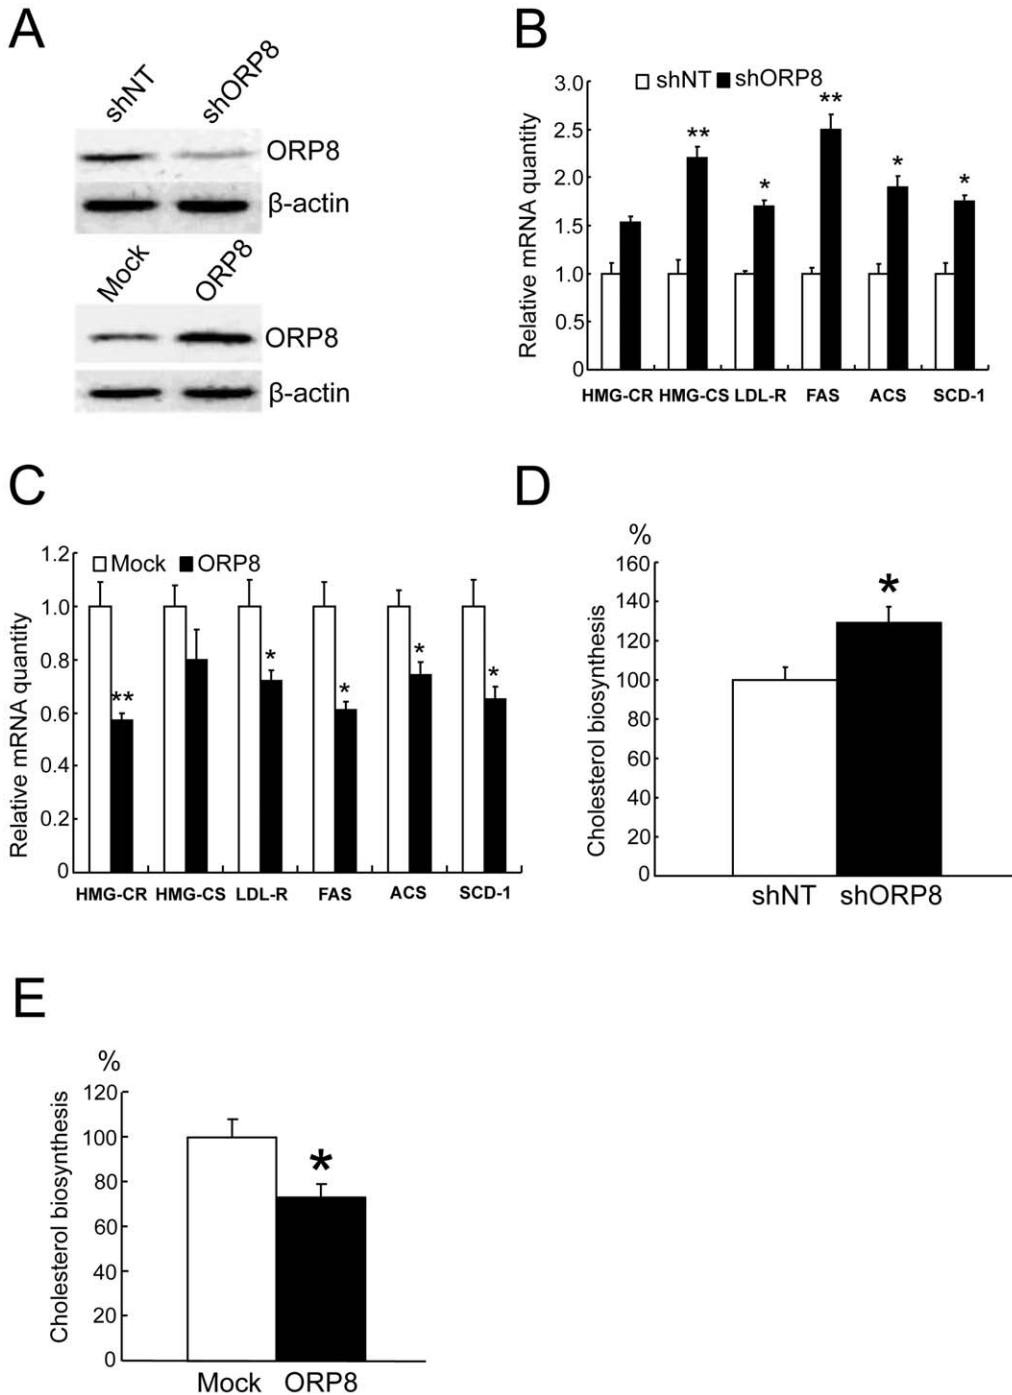 A
shNT shORP8
ORP8
β-actin
Mock ORP8
ORP8
β-actin
B
shNT shORP8
Relative mRNA quantity
3.0
2.5
2.0
1.5
1.0
0.5
0
** * ** * *
HMG-CR HMG-CS LDL-R FAS ACS SCD-1
C
Mock ORP8
Relative mRNA quantity
1.2
1.0
0.8
0.6
0.4
0.2
0
** * * * *
HMG-CR HMG-CS LDL-R FAS ACS SCD-1
D
%
Cholesterol biosynthesis
160
140
120
100
80
60
40
20
0
*
shNT shORP8
E
%
Cholesterol biosynthesis
120
100
80
60
40
20
0
*
Mock ORP8